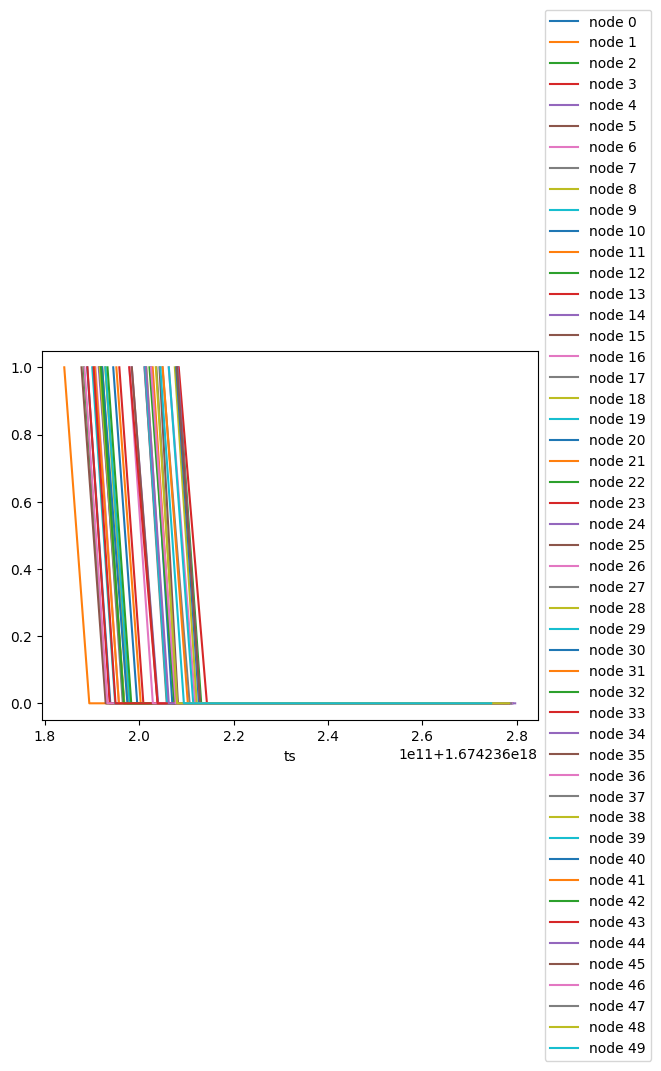 node 0
node 1
node 2
node 3
node 4
node 5
node 6
node 7
node 8
node 9
node 10
node 11
node 12
node 13
node 14
node 15
node 16
node 17
node 18
node 19
node 20
node 21
node 22
node 23
node 24
node 25
node 26
node 27
node 28
node 29
node 30
node 31
node 32
node 33
node 34
node 35
node 36
node 37
node 38
node 39
node 40
node 41
node 42
node 43
node 44
node 45
node 46
node 47
node 48
node 49
1.0
0.8
0.6
0.4
0.2
0.0
1.8 2.0 2.2 2.4 2.6 2.8
ts
1e11+1.674236e18